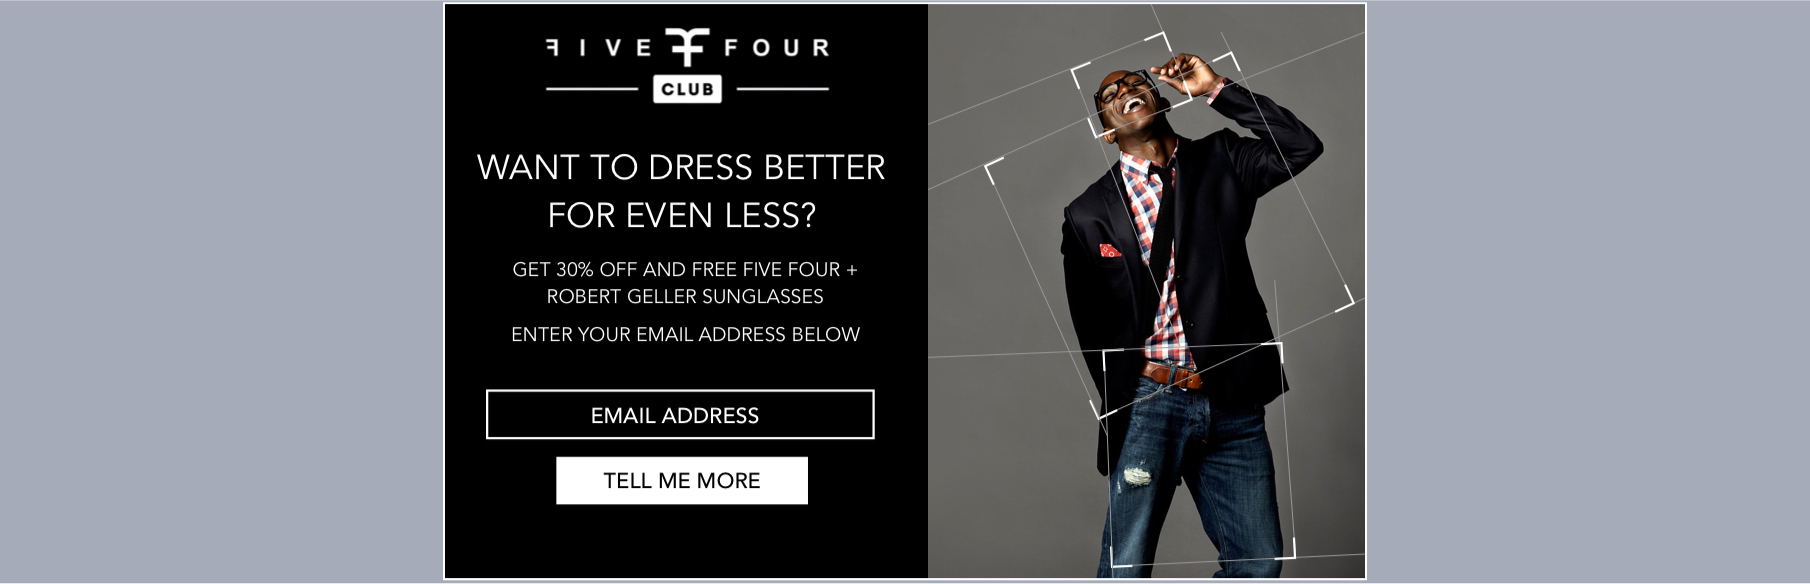 FIVE FOUR
CLUB
WANT TO DRESS BETTER
FOR EVEN LESS?
GET 30% OFF AND FREE FIVE FOUR +
ROBERT GELLER SUNGLASSES
ENTER YOUR EMAIL ADDRESS BELOW
EMAIL ADDRESS
TELL ME MORE